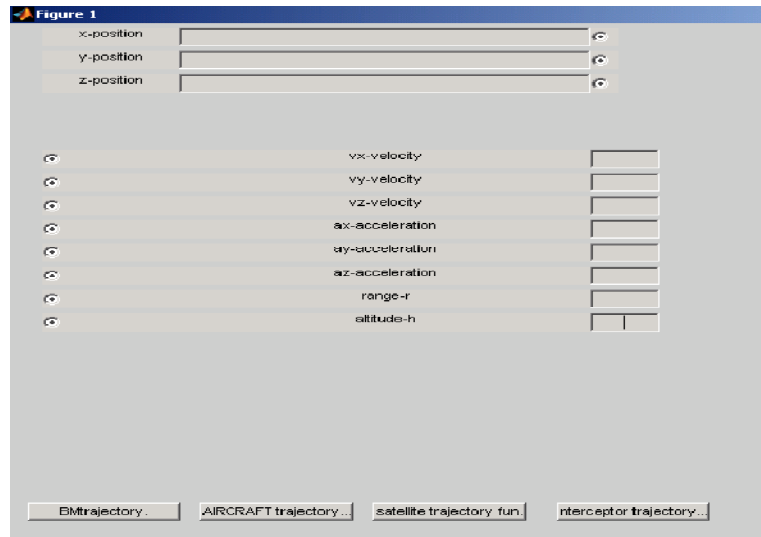 Figure 1
x-position
y-position
z-position
vx-velocity
vy-velocity
vz-velocity
ax-acceleration
ay-acceleration
az-acceleration
range-r
altitude-h
BMtrajectory.
AIRCRAFT trajectory...
satellite trajectory fun.
nterceptor trajectory...